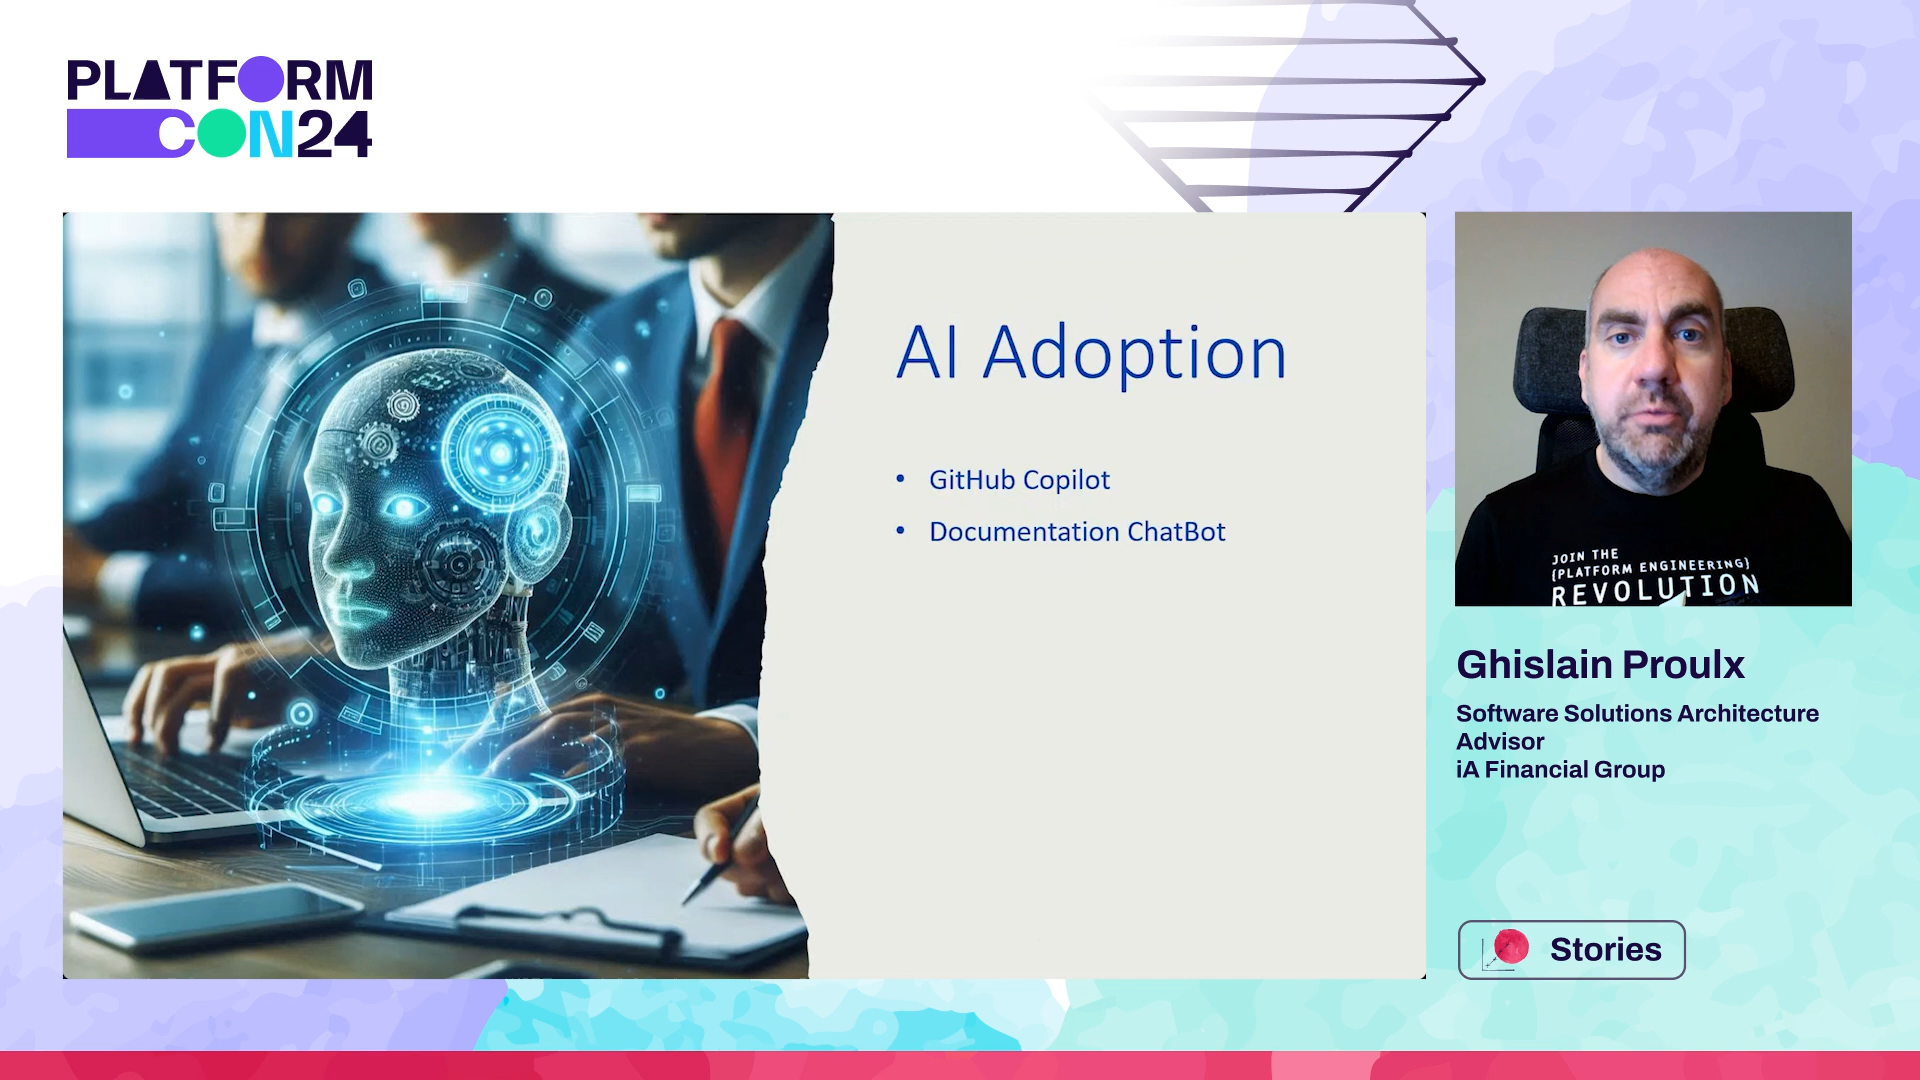 PLATFORM
CON24
AI Adoption
• GitHub Copilot
• Documentation ChatBot
JOIN THE
{PLATFORM ENGINEERING}
REVOLUTION
Ghislain Proulx
Software Solutions Architecture
Advisor
iA Financial Group
Stories